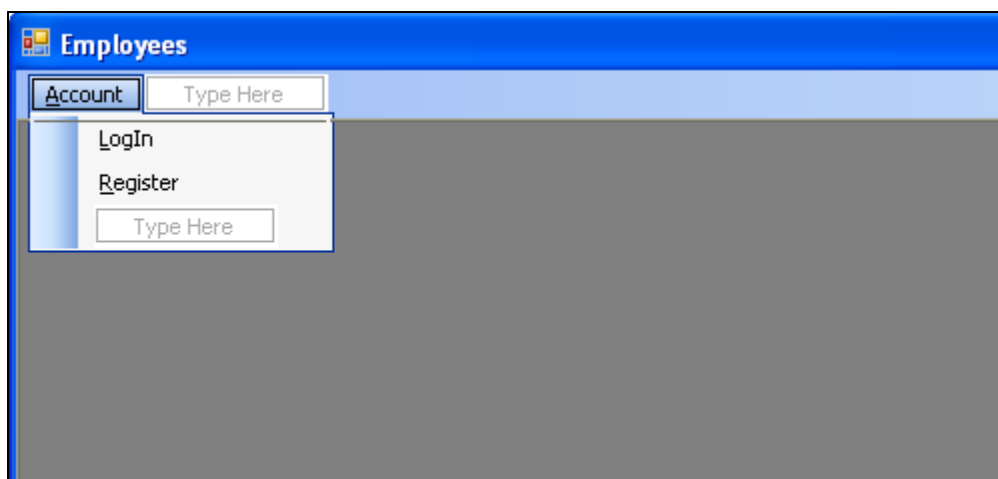 Employees
Account Type Here
LogIn
Register
Type Here